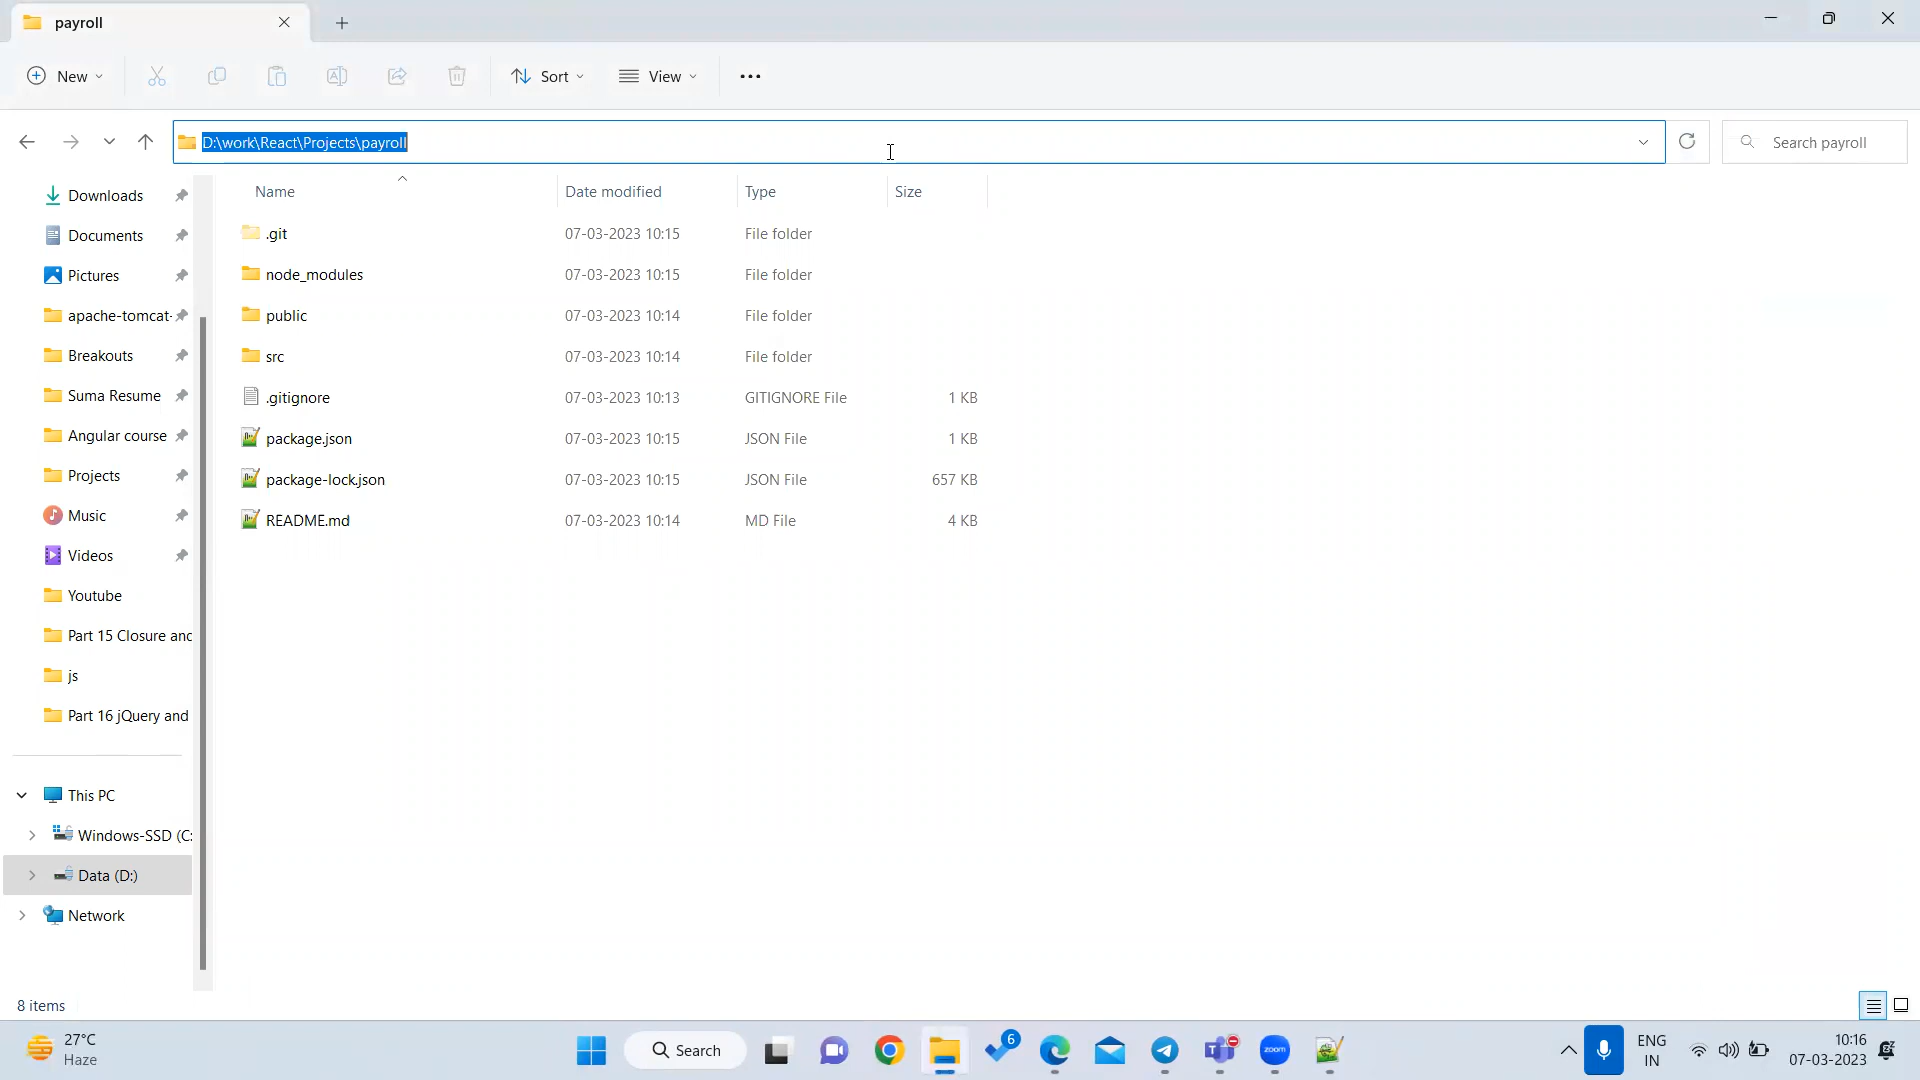 payroll
New
Sort
View
D:\work\React\Projects\payroll
Search payroll
Name
Date modified
Type
Size
.git
07-03-2023 10:15
File folder
node_modules
07-03-2023 10:15
File folder
public
07-03-2023 10:14
File folder
src
07-03-2023 10:14
File folder
.gitignore
07-03-2023 10:13
GITIGNORE File
1 KB
package.json
07-03-2023 10:15
JSON File
1 KB
package-lock.json
07-03-2023 10:15
JSON File
657 KB
README.md
07-03-2023 10:14
MD File
4 KB
Downloads
Documents
Pictures
apache-tomcat-
Breakouts
Suma Resume
Angular course
Projects
Music
Videos
Youtube
Part 15 Closure and
js
Part 16 jQuery and
This PC
Windows-SSD (C:
Data (D:)
Network
8 items
27°C
Haze
Search
6
zoom
ENG
IN
10:16
07-03-2023